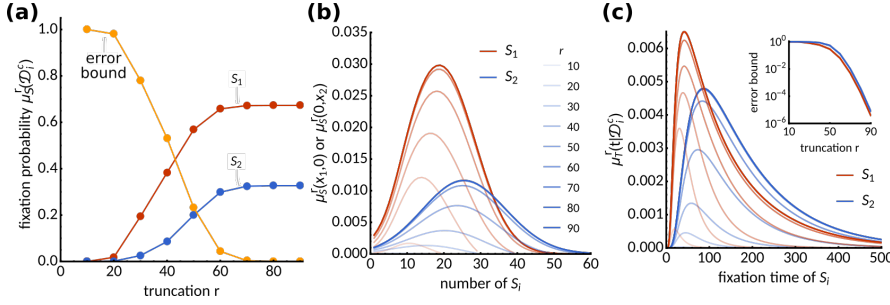 (a)
fixation probability μ^r_S(𝒟^c_i)
1.0
0.8
0.6
0.4
0.2
0.0
error
bound
S₁
S₂
0
20
40
60
80
truncation r
(b)
μ^r_S(x₁,0) or μ^r_S(0,x₂)
0.035
0.030
0.025
0.020
0.015
0.010
0.005
0.000
S₁
S₂
r
10
20
30
40
50
60
70
80
90
0
10
20
30
40
50
60
number of Sᵢ
(c)
μ^r_T(t|𝒟^c_i)
0.006
0.005
0.004
0.003
0.002
0.001
0.000
error bound
10⁰
10⁻²
10⁻⁴
10⁻⁶
10
50
90
truncation r
S₁
S₂
0
100
200
300
400
500
fixation time of Sᵢ